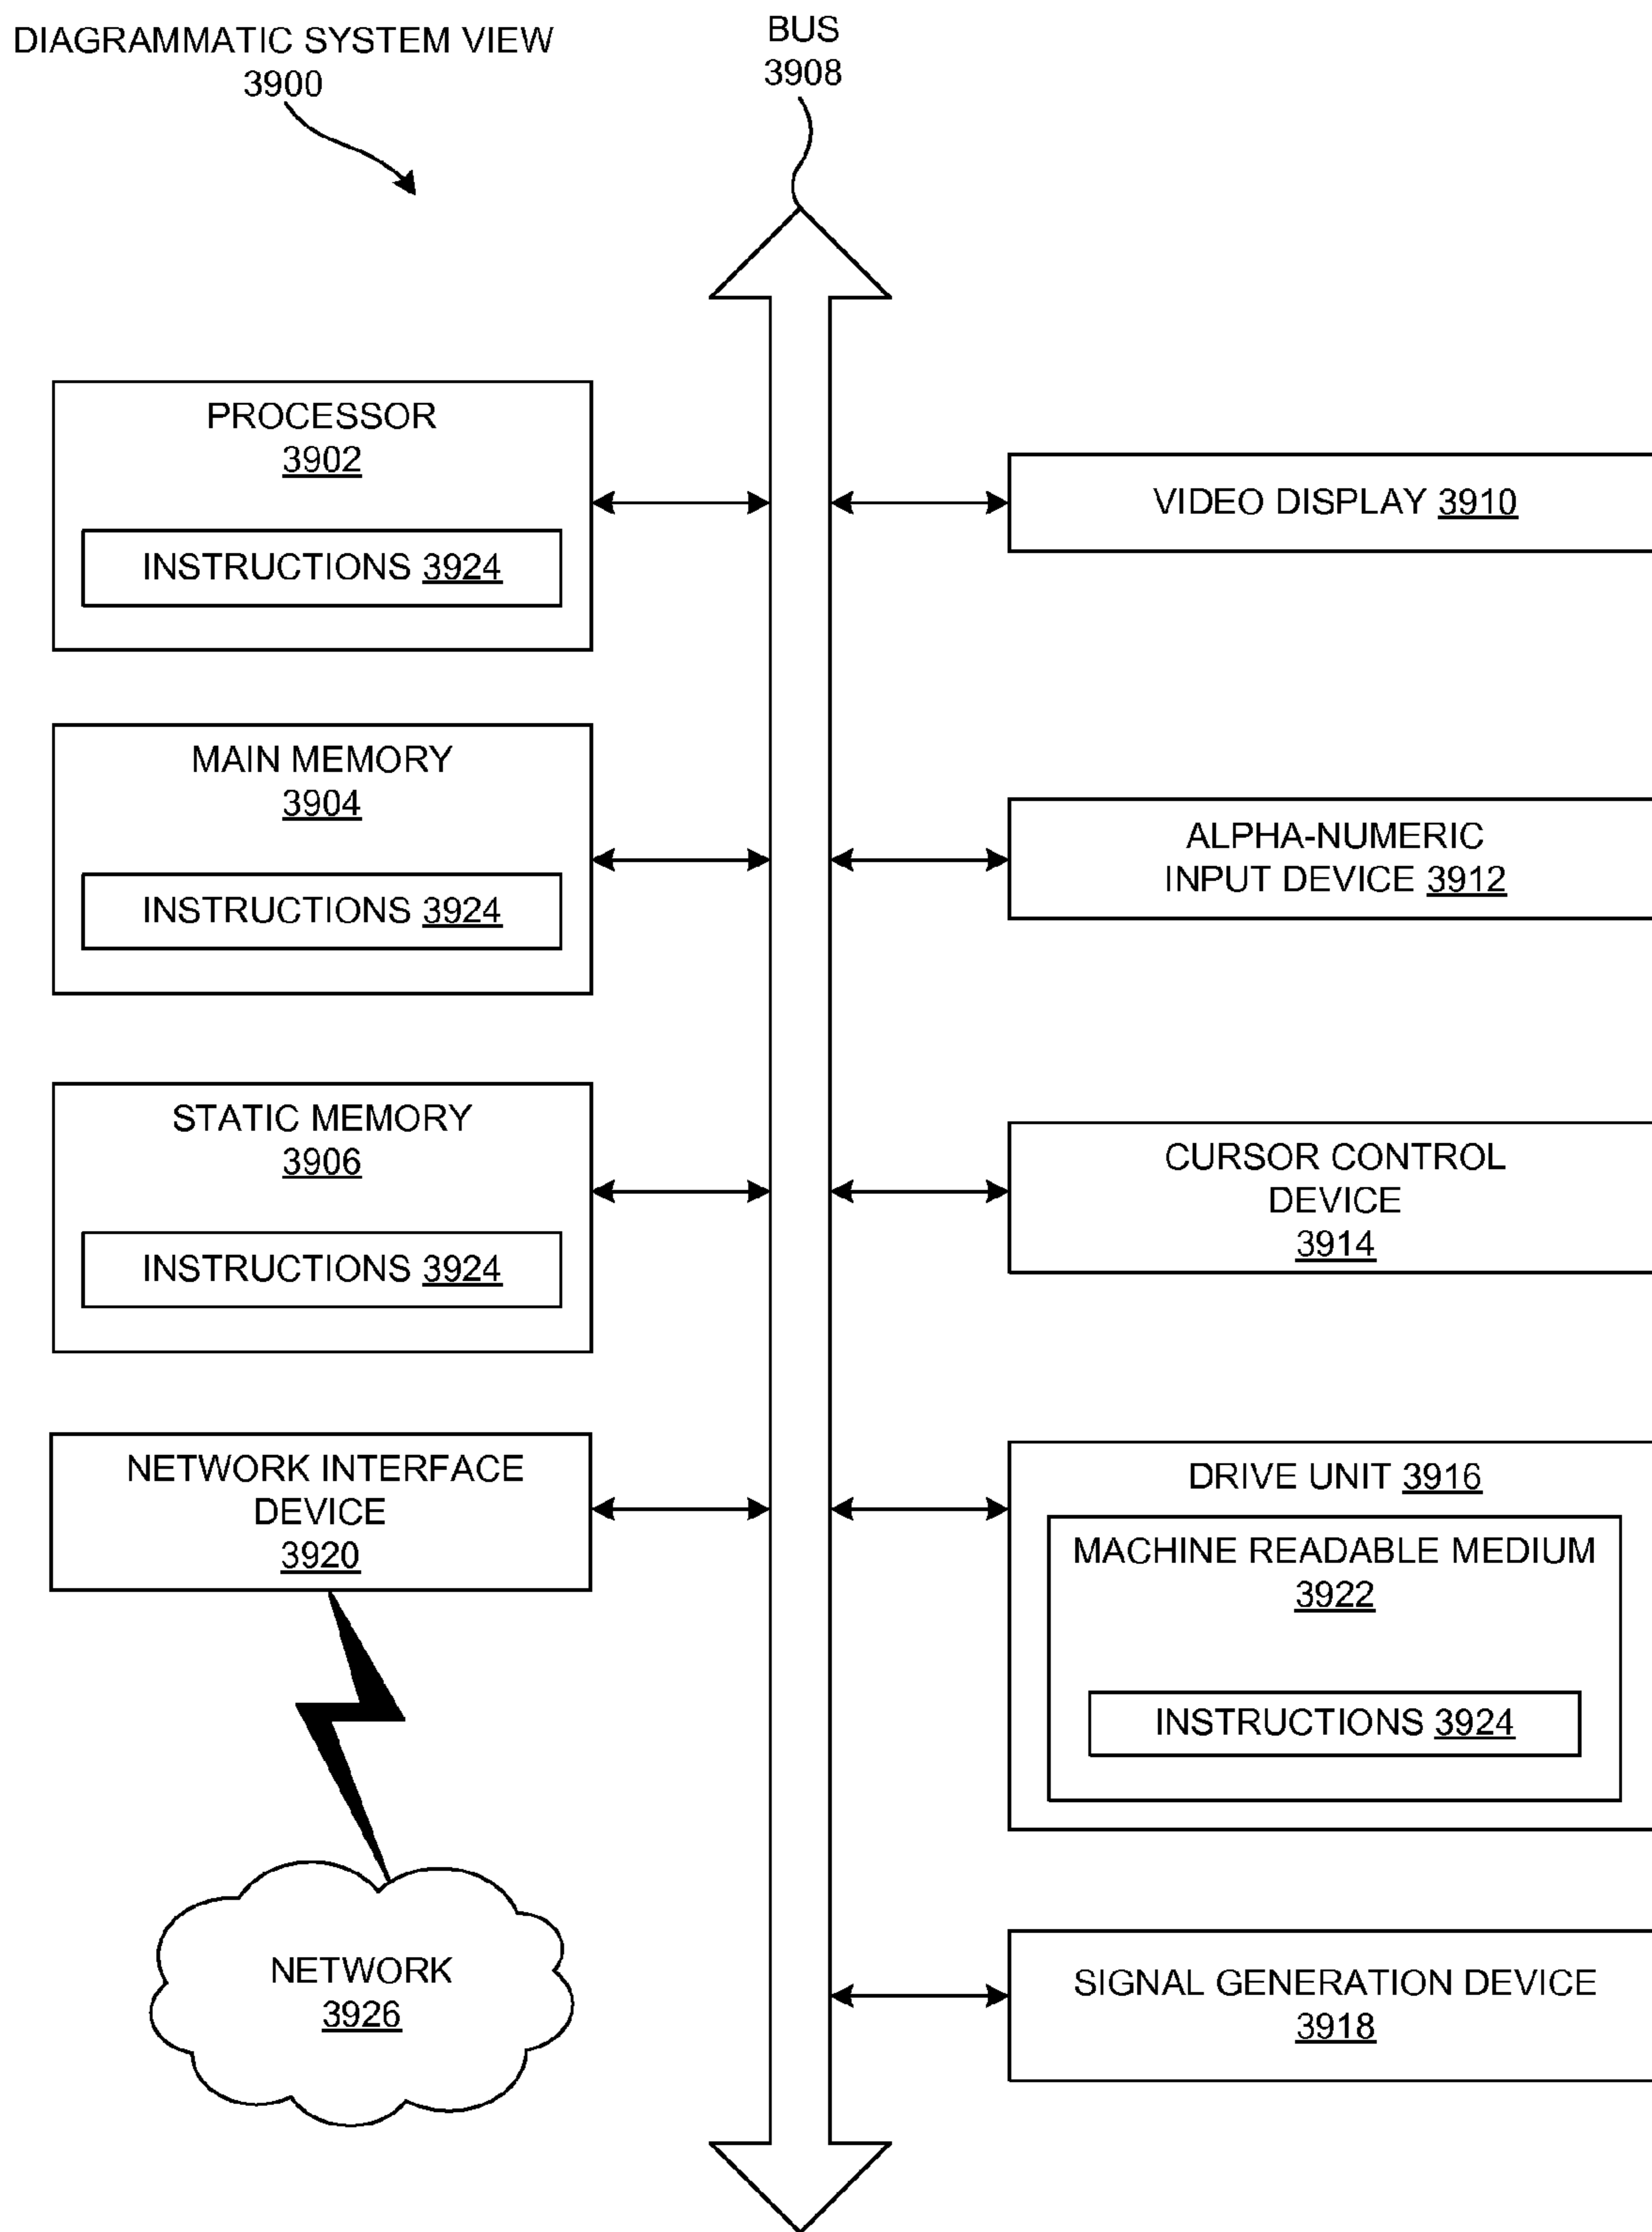 DIAGRAMMATIC SYSTEM VIEW
3900
BUS
3908
PROCESSOR
3902
INSTRUCTIONS 3924
MAIN MEMORY
3904
INSTRUCTIONS 3924
STATIC MEMORY
3906
INSTRUCTIONS 3924
NETWORK INTERFACE
DEVICE
3920
NETWORK
3926
VIDEO DISPLAY 3910
ALPHA-NUMERIC
INPUT DEVICE 3912
CURSOR CONTROL
DEVICE
3914
DRIVE UNIT 3916
MACHINE READABLE MEDIUM
3922
INSTRUCTIONS 3924
SIGNAL GENERATION DEVICE
3918